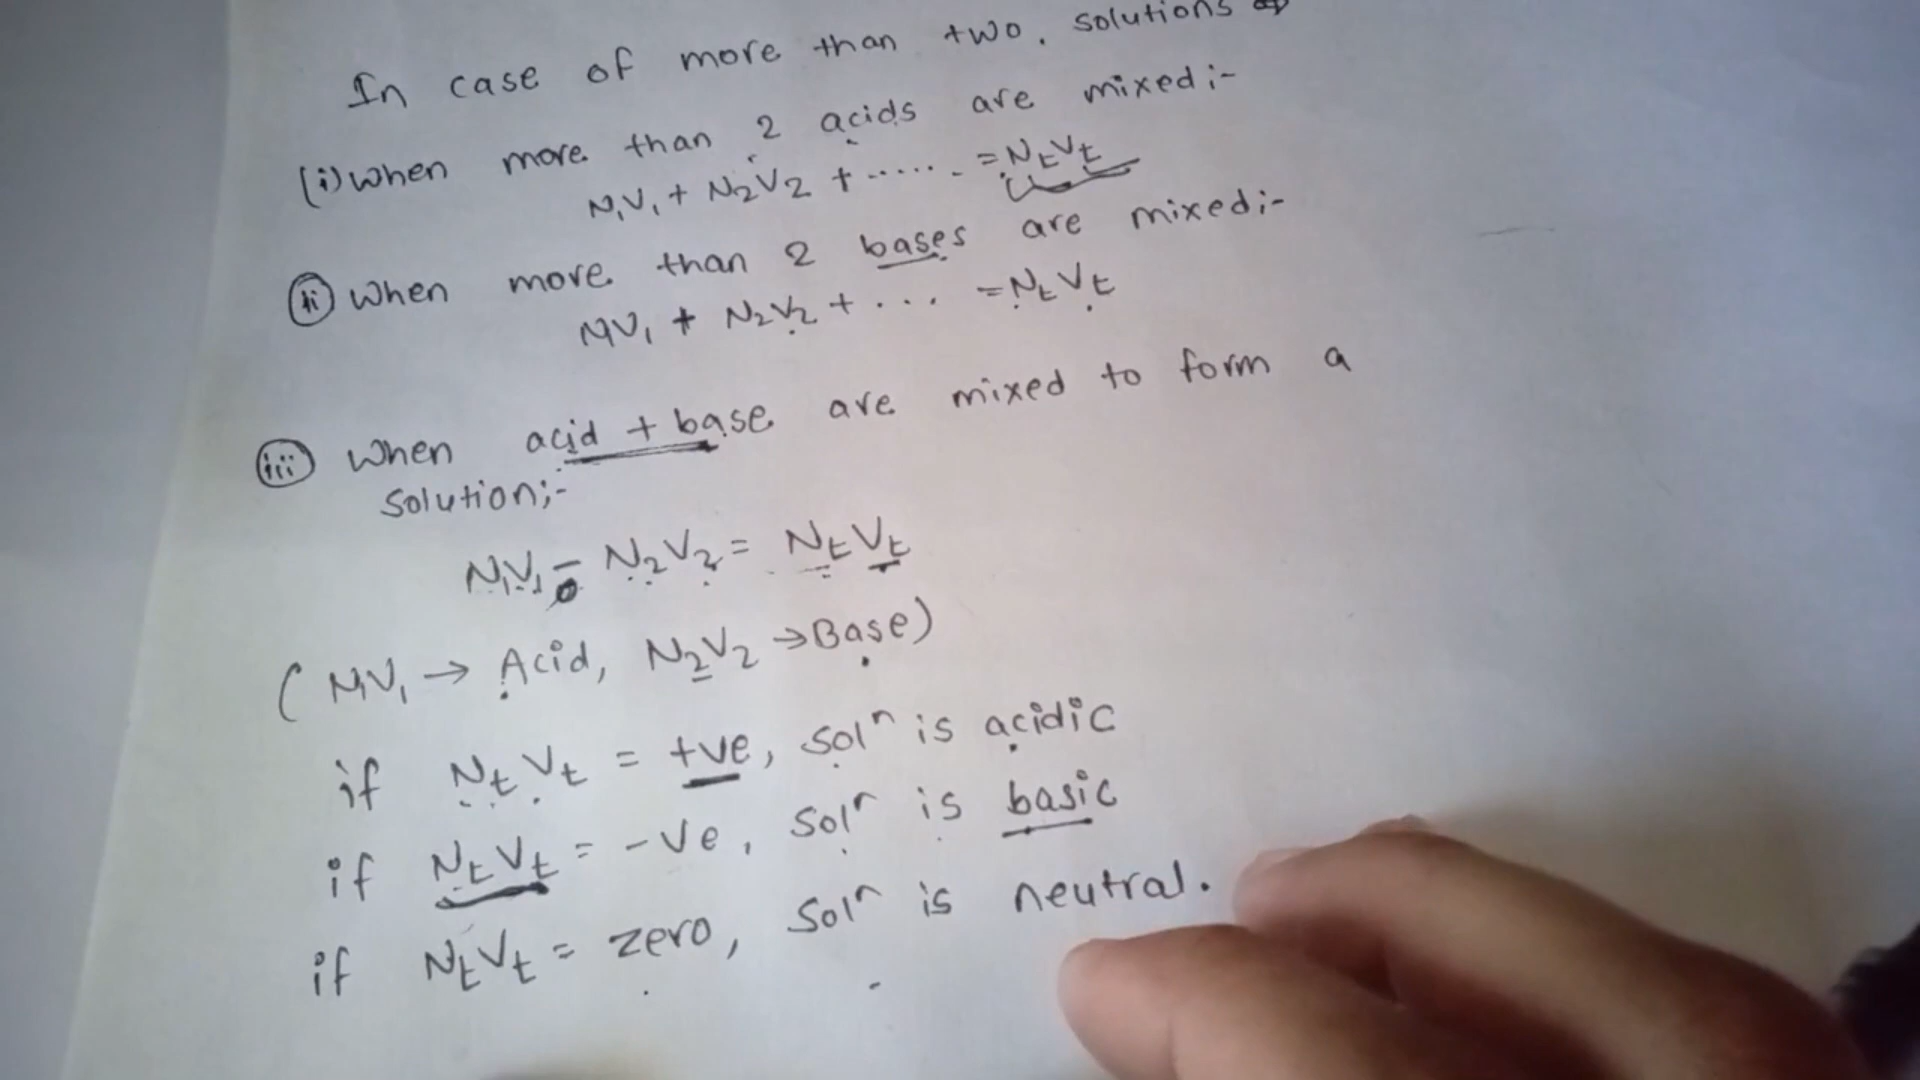 In case of more than two. solutions
(i) When more than 2 acids are mixed :-
N₁V₁ + N₂V₂ + ...... = NtVt
(ii) When more than 2 bases are mixed :-
N₁V₁ + N₂V₂ + ... = NtVt
(iii) When acid + base are mixed to form a
Solution :-
N₁V₁ - N₂V₂ = NtVt
( N₁V₁ → Acid, N₂V₂ → Base)
if NtVt = +ve, Solⁿ is acidic
if NtVt = -ve, Solⁿ is basic
if NtVt = zero, Solⁿ is neutral.